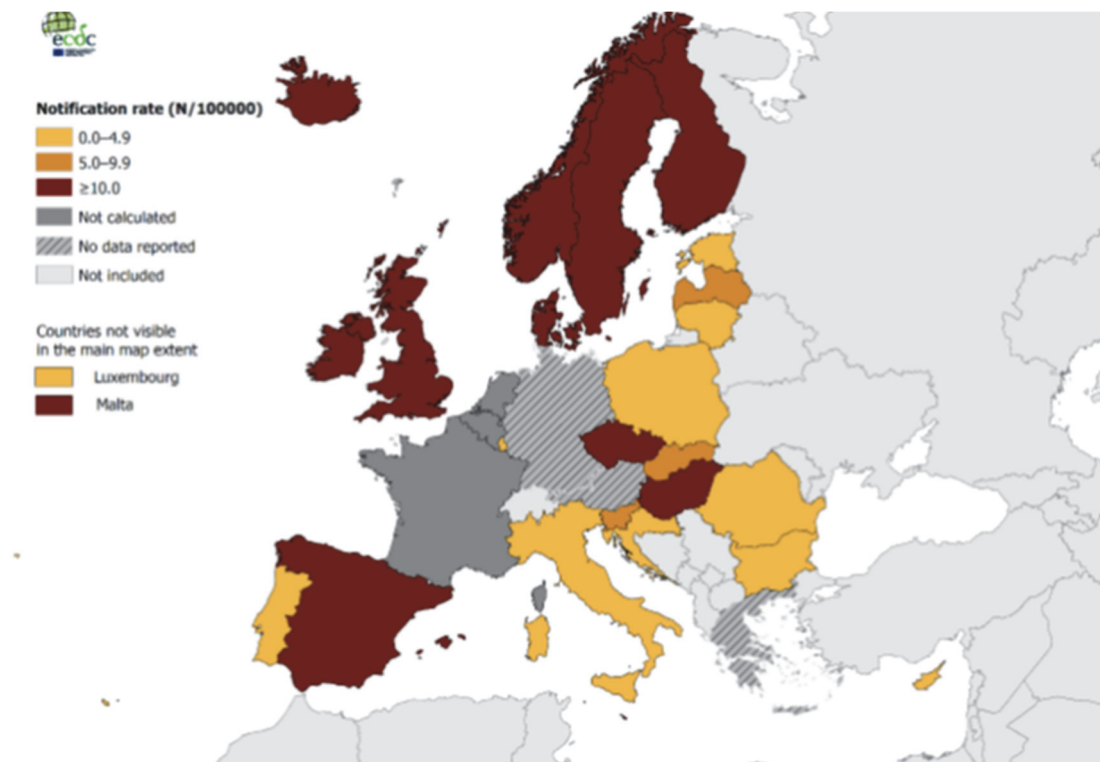 ecdc
Notification rate (N/100000)
0.0–4.9
5.0–9.9
≥10.0
Not calculated
No data reported
Not included
Countries not visible
in the main map extent
Luxembourg
Malta